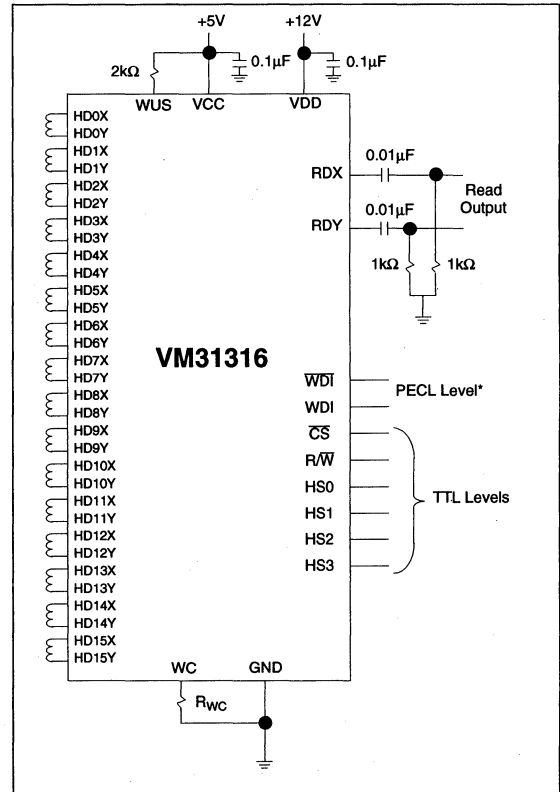 +5V +12V
2kΩ 0.1µF 0.1µF
WUS VCC VDD
HD0X
HD0Y
HD1X
HD1Y
HD2X
HD2Y
HD3X
HD3Y
HD4X
HD4Y
HD5X
HD5Y
HD6X
HD6Y
HD7X
HD7Y
HD8X
HD8Y
HD9X
HD9Y
HD10X
HD10Y
HD11X
HD11Y
HD12X
HD12Y
HD13X
HD13Y
HD14X
HD14Y
HD15X
HD15Y
VM31316
RDX 0.01µF
RDY 0.01µF
Read
Output
1kΩ 1kΩ
W̅D̅I̅
WDI
PECL Level*
C̅S̅
R/W̅
HS0
HS1
HS2
HS3
TTL Levels
WC GND
RWC